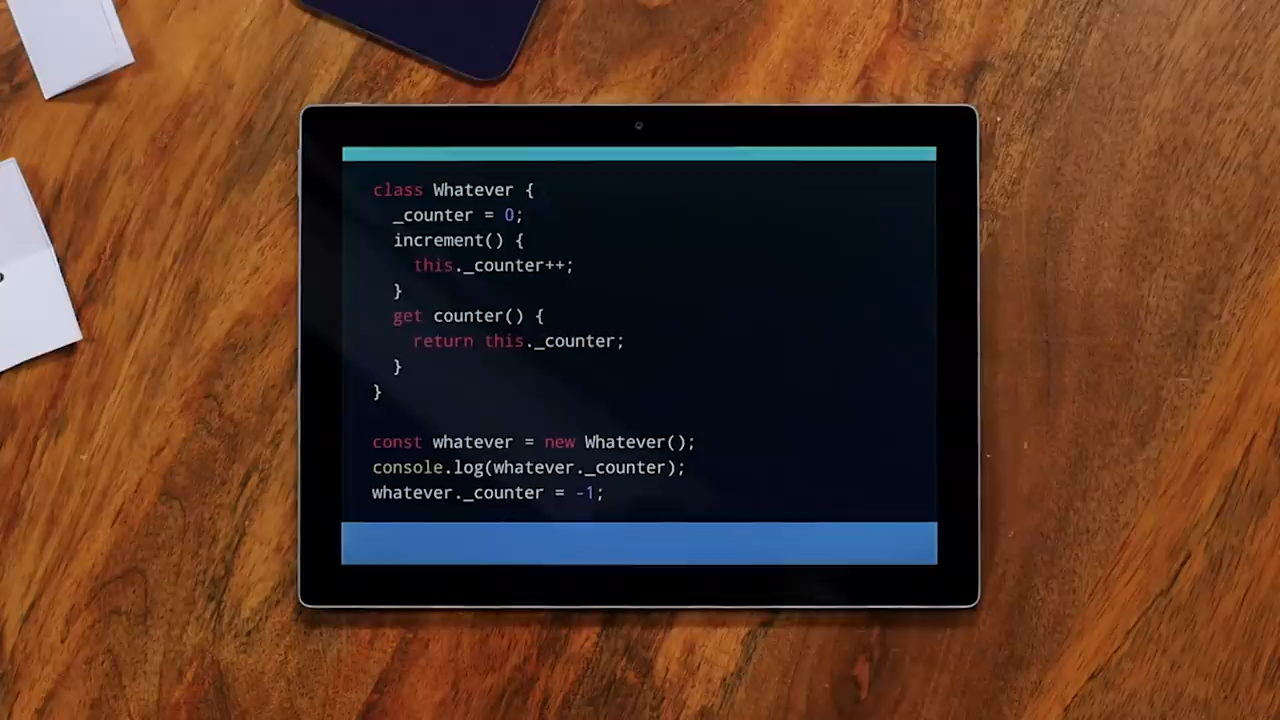 class Whatever {
  _counter = 0;
  increment() {
    this._counter++;
  }
  get counter() {
    return this._counter;
  }
}

const whatever = new Whatever();
console.log(whatever._counter);
whatever._counter = -1;